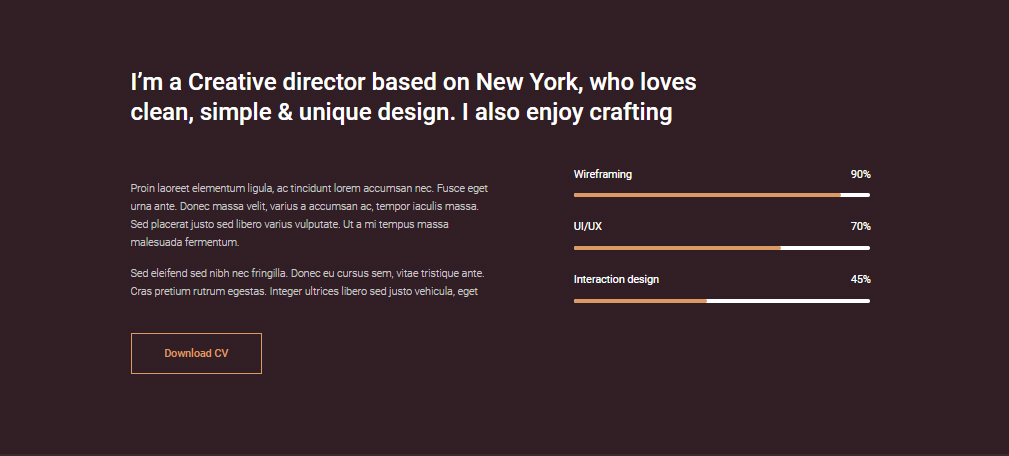 I’m a Creative director based on New York, who loves
clean, simple & unique design. I also enjoy crafting
Proin laoreet elementum ligula, ac tincidunt lorem accumsan nec. Fusce eget
urna ante. Donec massa velit, varius a accumsan ac, tempor iaculis massa.
Sed placerat justo sed libero varius vulputate. Ut a mi tempus massa
malesuada fermentum.
Sed eleifend sed nibh nec fringilla. Donec eu cursus sem, vitae tristique ante.
Cras pretium rutrum egestas. Integer ultrices libero sed justo vehicula, eget
Download CV
Wireframing 90%
UI/UX 70%
Interaction design 45%